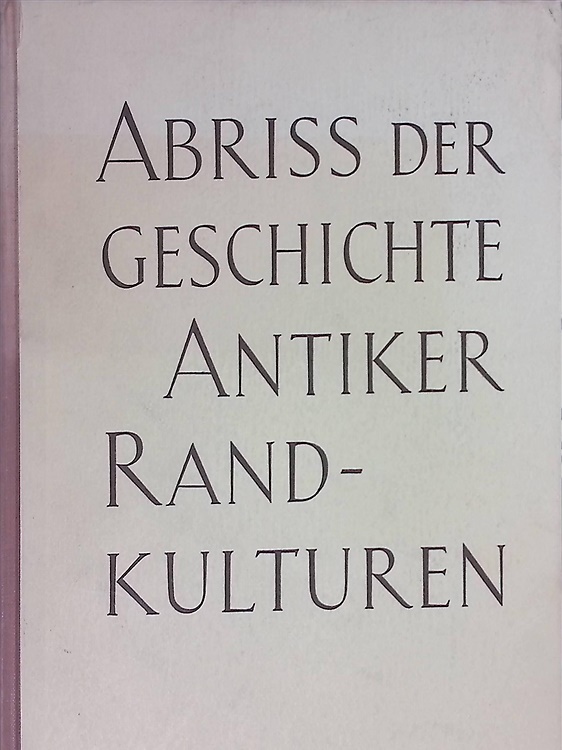 ABRISS DER
GESCHICHTE
ANTIKER
RAND-
KULTUREN